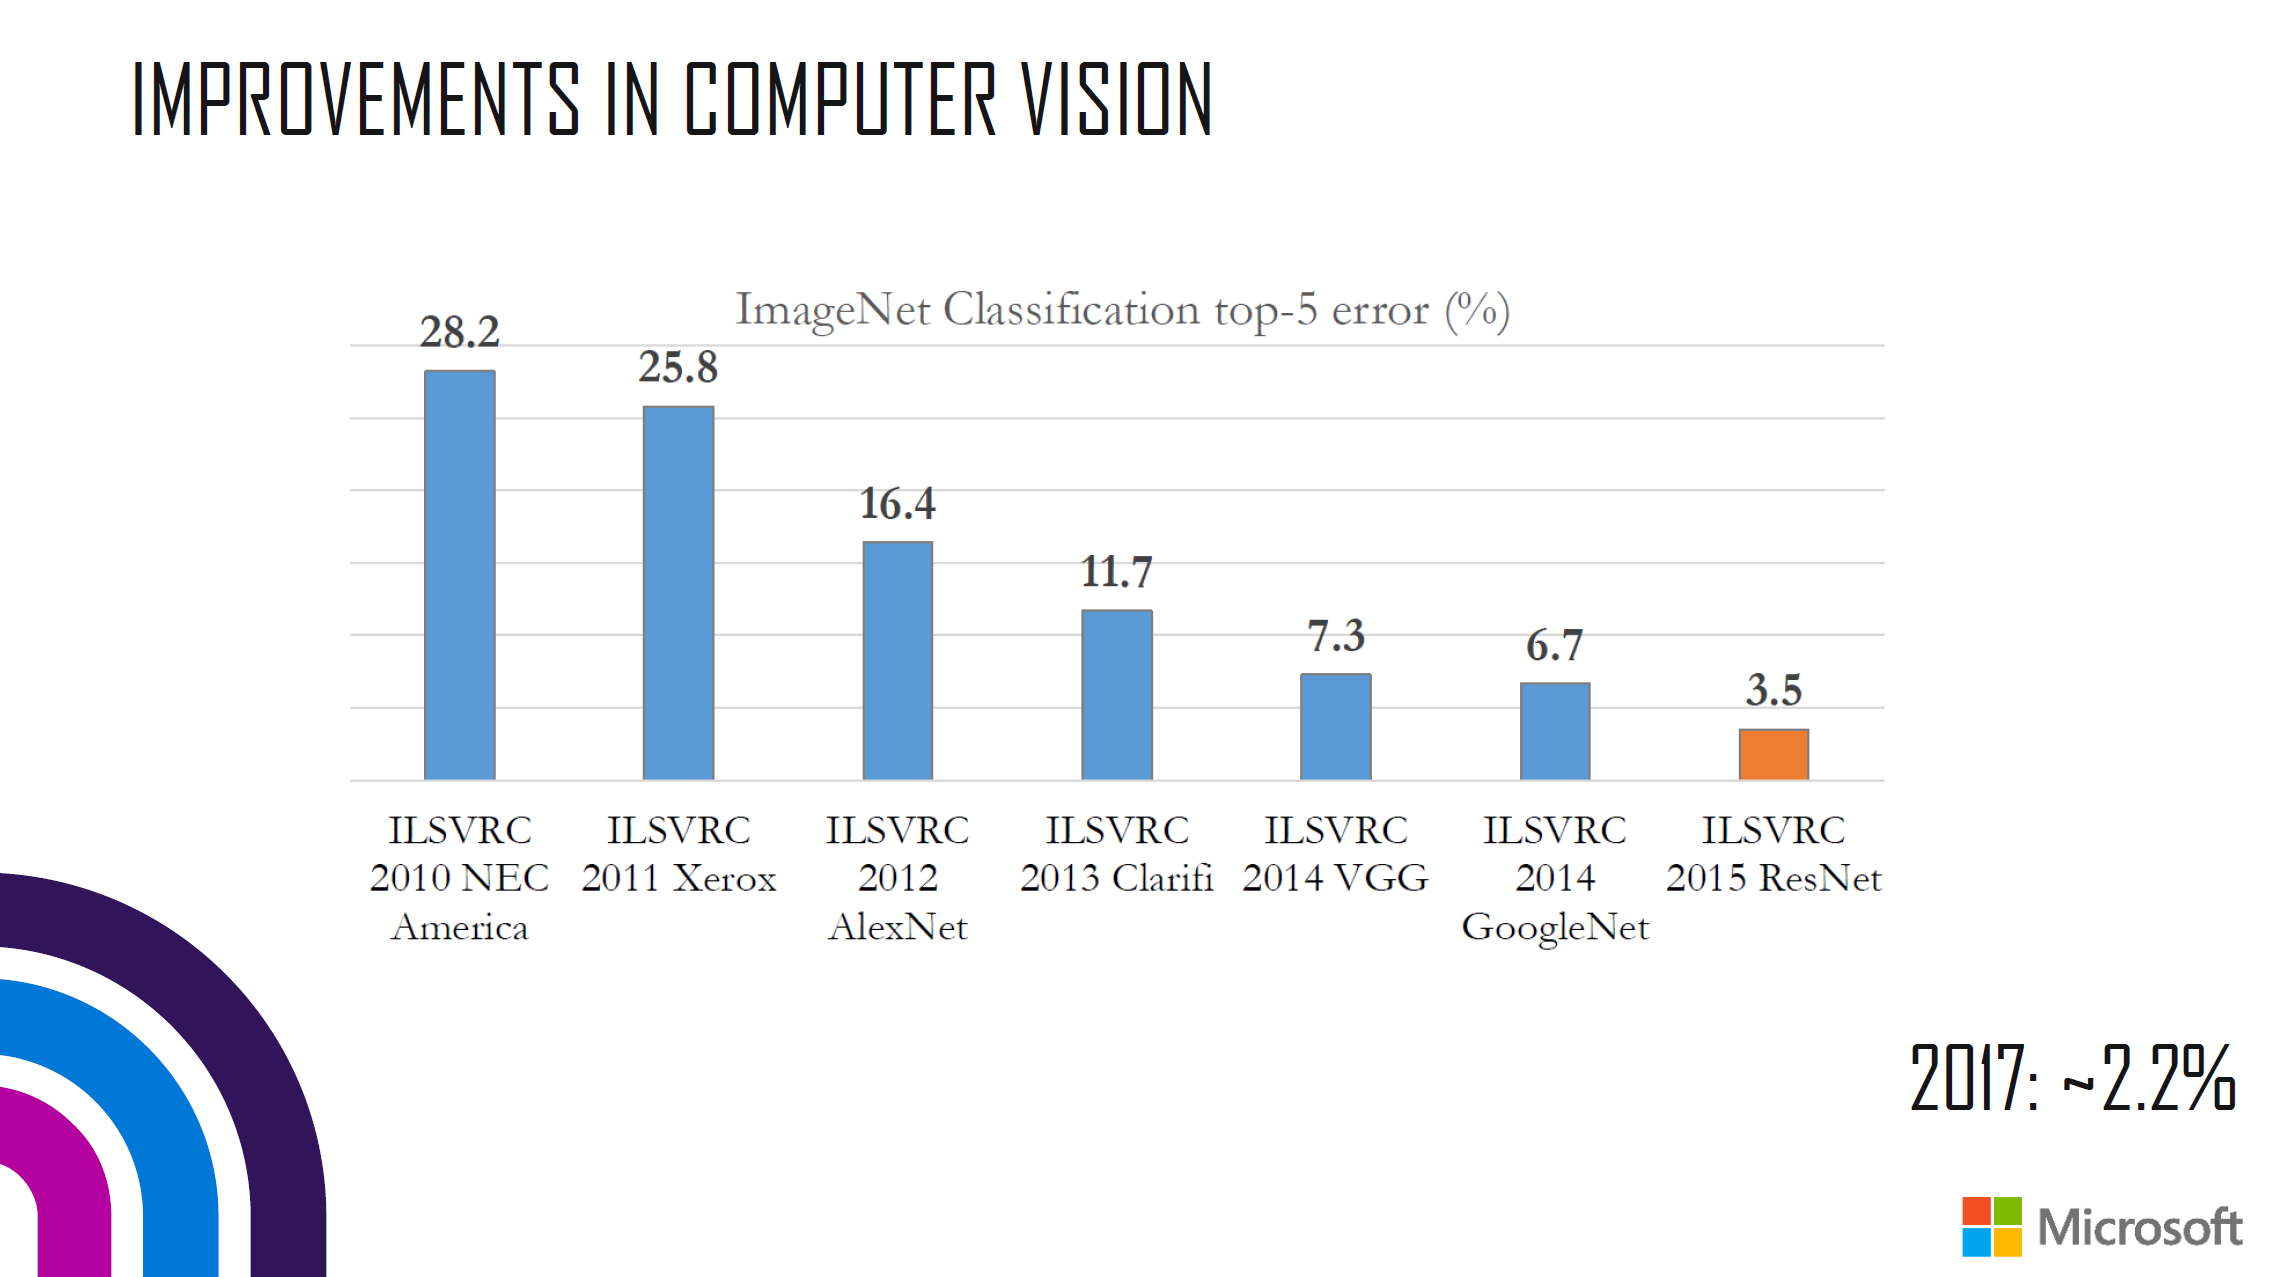 IMPROVEMENTS IN COMPUTER VISION
ImageNet Classification top-5 error (%)
28.2
25.8
16.4
11.7
7.3
6.7
3.5
ILSVRC
2010 NEC
America
ILSVRC
2011 Xerox
ILSVRC
2012
AlexNet
ILSVRC
2013 Clarifi
ILSVRC
2014 VGG
ILSVRC
2014
GoogleNet
ILSVRC
2015 ResNet
2017: ~2.2%
Microsoft